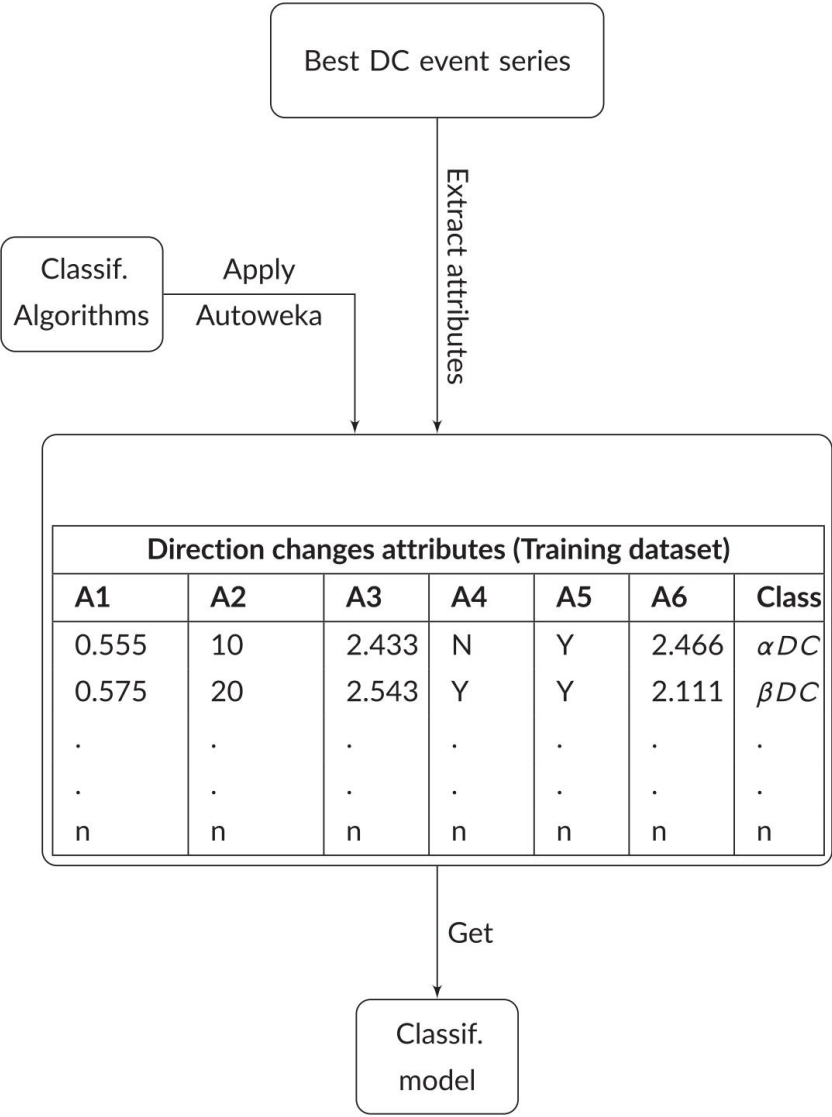 Best DC event series
Extract attributes
Classif.
Algorithms
Apply
Autoweka
Direction changes attributes (Training dataset)
A1 A2 A3 A4 A5 A6 Class
0.555 10 2.433 N Y 2.466 αDC
0.575 20 2.543 Y Y 2.111 βDC
. . . . . . .
. . . . . . .
n n n n n n n
Get
Classif.
model